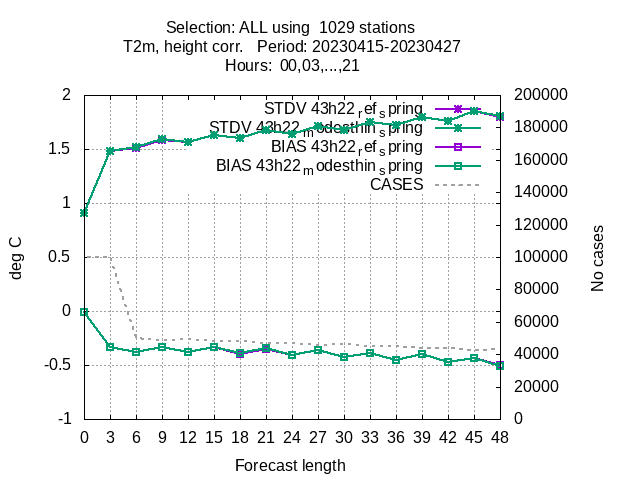 Selection: ALL using  1029 stations
T2m, height corr.   Period: 20230415-20230427
Hours:  00,03,...,21
2
200000
STDV 43h22_ref_spring
STDV 43h22_modesthin_spring
180000
BIAS 43h22_ref_spring
1.5
160000
BIAS 43h22_modesthin_spring
CASES
140000
1
120000
deg C
0.5
100000
No cases
80000
0
60000
-0.5
40000
20000
-1
0
0 3 6 9 12 15 18 21 24 27 30 33 36 39 42 45 48
Forecast length